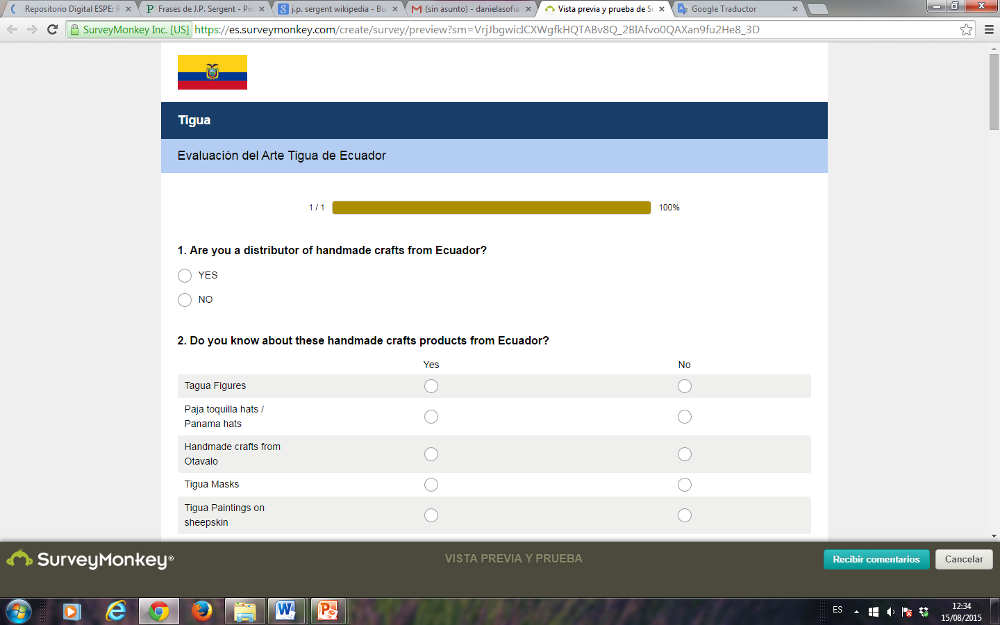 Repositorio Digital ESPE: R
Frases de J.P. Sergent - Pro
j.p. sergent wikipedia - Bu
(sin asunto) - danielasofia
Vista previa y prueba de Su
Google Traductor
SurveyMonkey Inc. [US] https://es.surveymonkey.com/create/survey/preview?sm=VrjJbgwicICXWgfkHQTABv8Q_2BIAfvo0QAXan9fu2He8_3D
Tigua
Evaluación del Arte Tigua de Ecuador
1 / 1 100%
1. Are you a distributor of handmade crafts from Ecuador?
YES
NO
2. Do you know about these handmade crafts products from Ecuador?
Yes No
Tagua Figures
Paja toquilla hats /
Panama hats
Handmade crafts from
Otavalo
Tigua Masks
Tigua Paintings on
sheepskin
SurveyMonkey®
VISTA PREVIA Y PRUEBA
Recibir comentarios
Cancelar
ES
12:34
15/08/2015